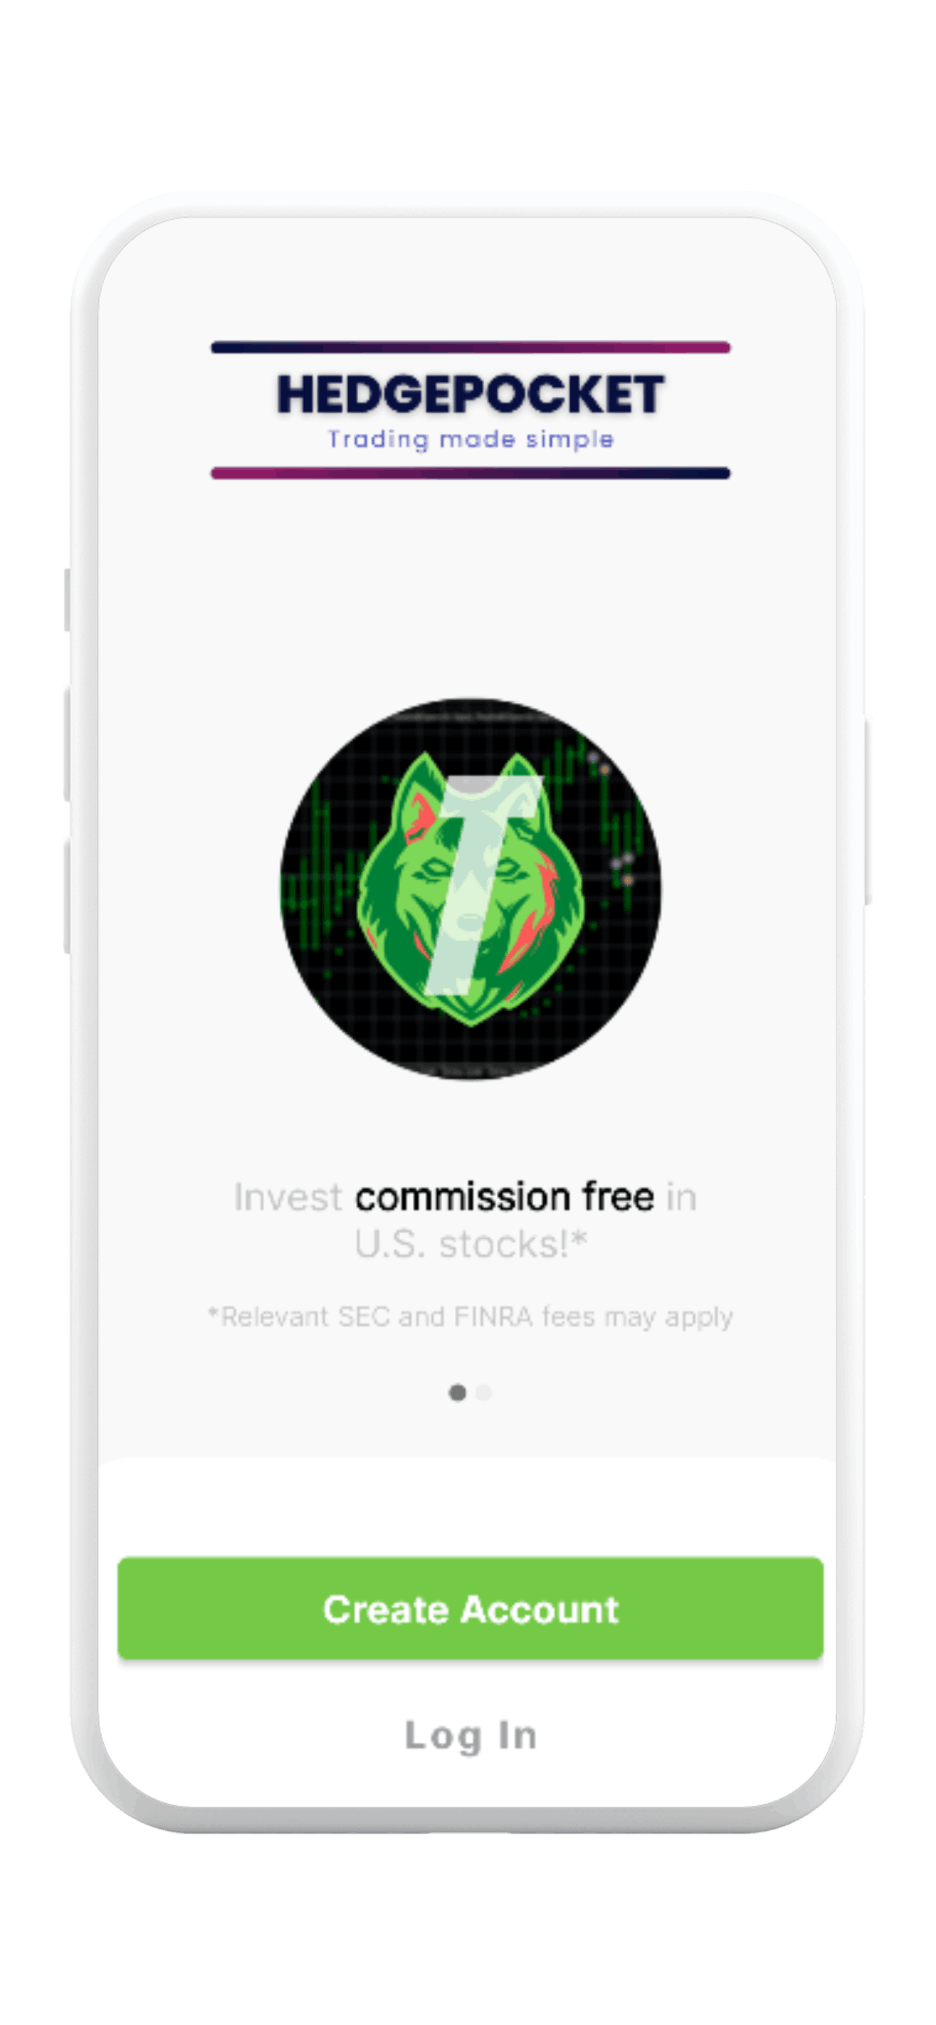 HEDGEPOCKET
Trading made simple
T
Invest commission free in
U.S. stocks!*
*Relevant SEC and FINRA fees may apply
Create Account
Log In